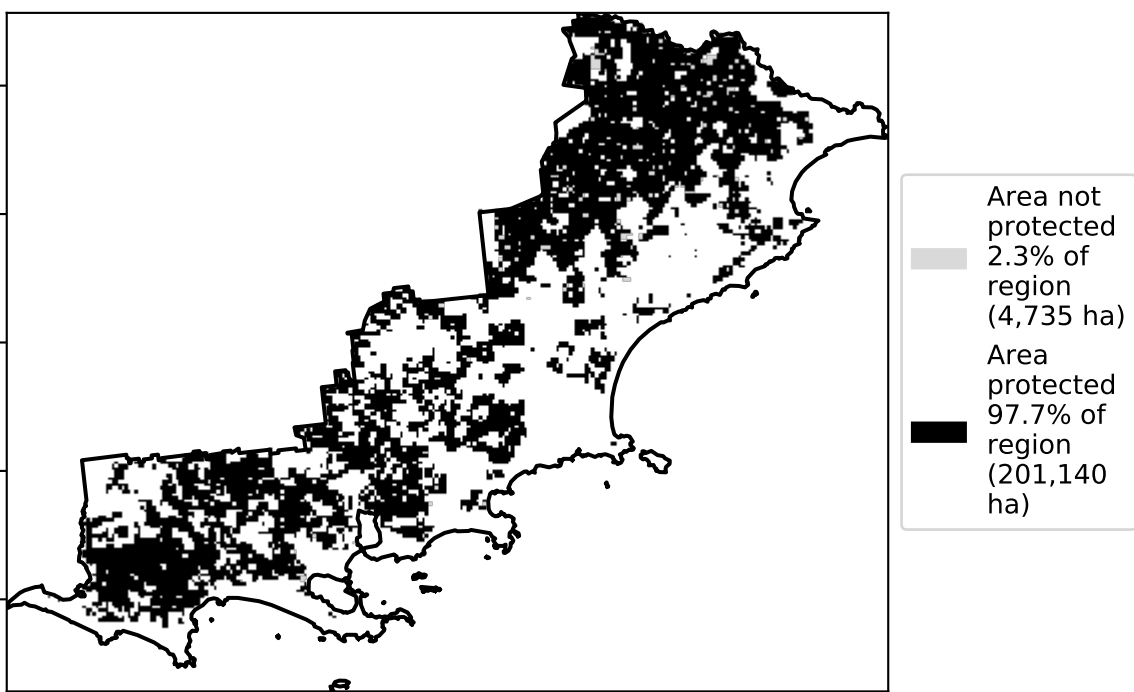 Area not
protected
2.3% of
region
(4,735 ha)
Area
protected
97.7% of
region
(201,140
ha)